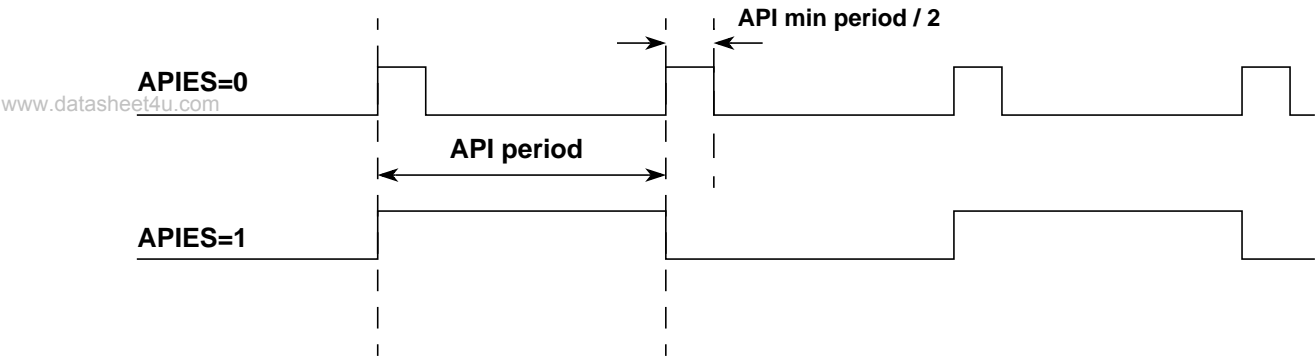 API min period / 2
APIES=0
www.datasheet4u.com
API period
APIES=1